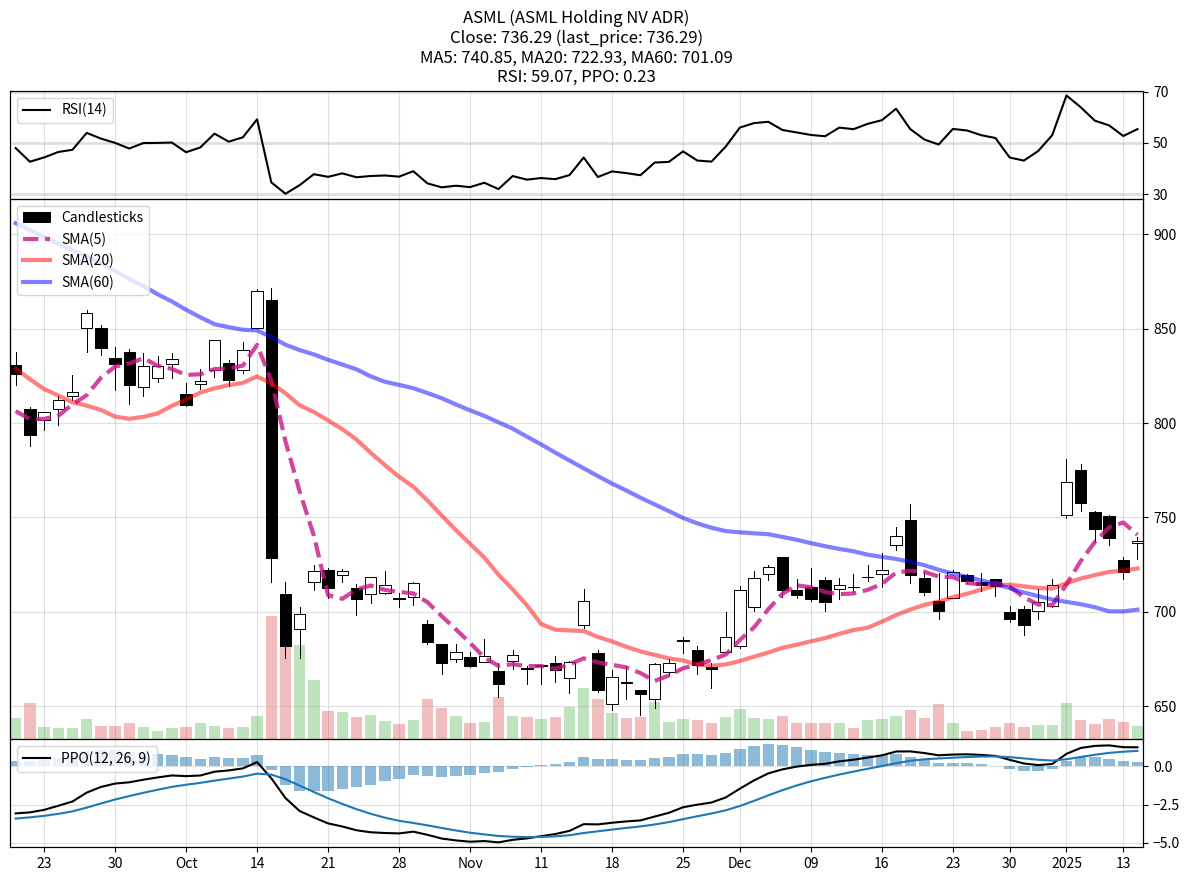 ASML (ASML Holding NV ADR)
Close: 736.29 (last_price: 736.29)
MA5: 740.85, MA20: 722.93, MA60: 701.09
RSI: 59.07, PPO: 0.23
RSI(14)
70
50
30
Candlesticks
SMA(5)
SMA(20)
SMA(60)
900
850
800
750
700
650
PPO(12, 26, 9)
0.0
−2.5
−5.0
23 30 Oct 14 21 28 Nov 11 18 25 Dec 09 16 23 30 2025 13